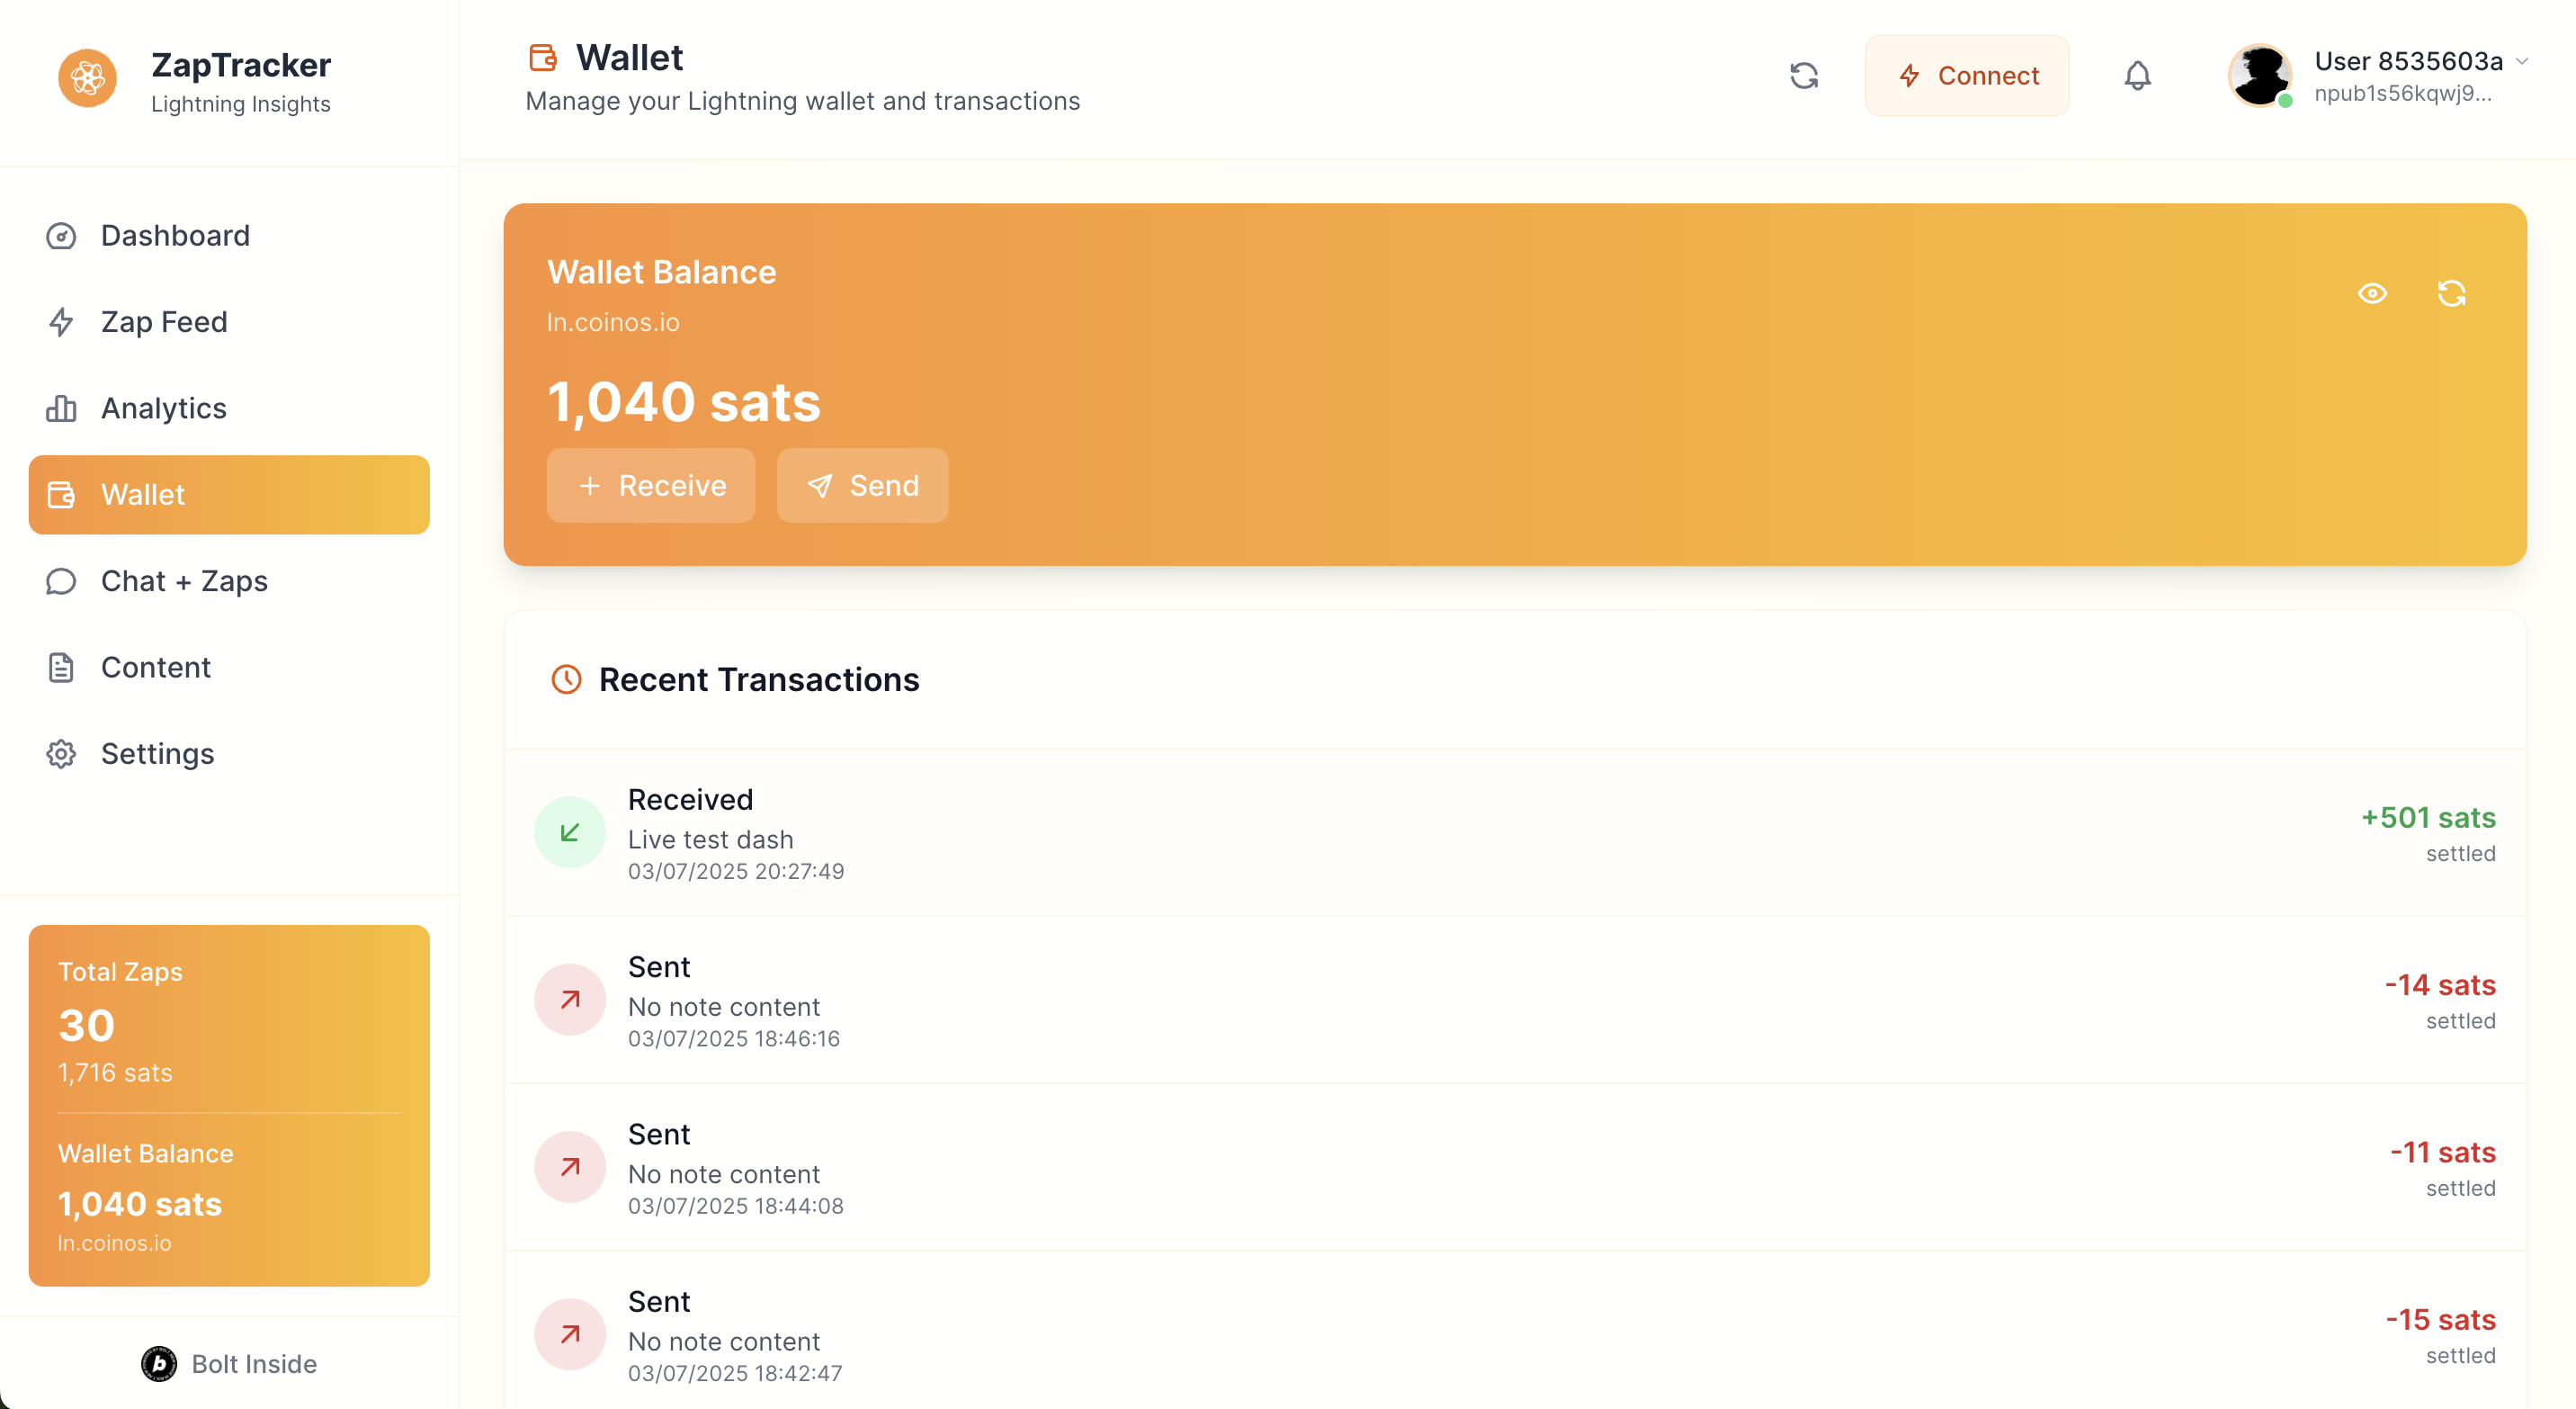 ZapTracker
Lightning Insights
Dashboard
Zap Feed
Analytics
Wallet
Chat + Zaps
Content
Settings
Total Zaps
30
1,716 sats
Wallet Balance
1,040 sats
ln.coinos.io
Bolt Inside
Wallet
Manage your Lightning wallet and transactions
Connect
User 8535603a
npub1s56kqwj9...
Wallet Balance
ln.coinos.io
1,040 sats
Receive
Send
Recent Transactions
Received
Live test dash
03/07/2025 20:27:49
+501 sats
settled
Sent
No note content
03/07/2025 18:46:16
-14 sats
settled
Sent
No note content
03/07/2025 18:44:08
-11 sats
settled
Sent
No note content
03/07/2025 18:42:47
-15 sats
settled